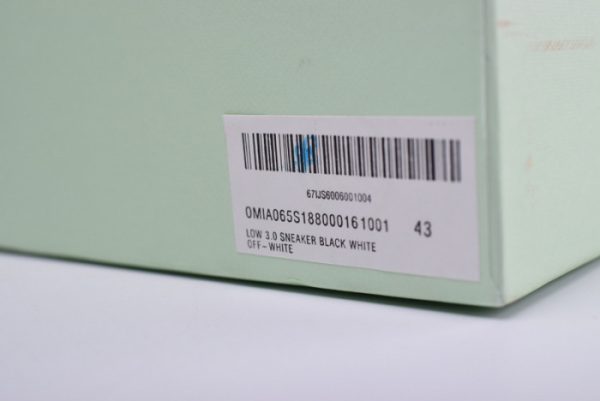 67IJS6006001004
OMIA065S188000161001 43
LOW 3.0 SNEAKER BLACK WHITE
OFF-WHITE